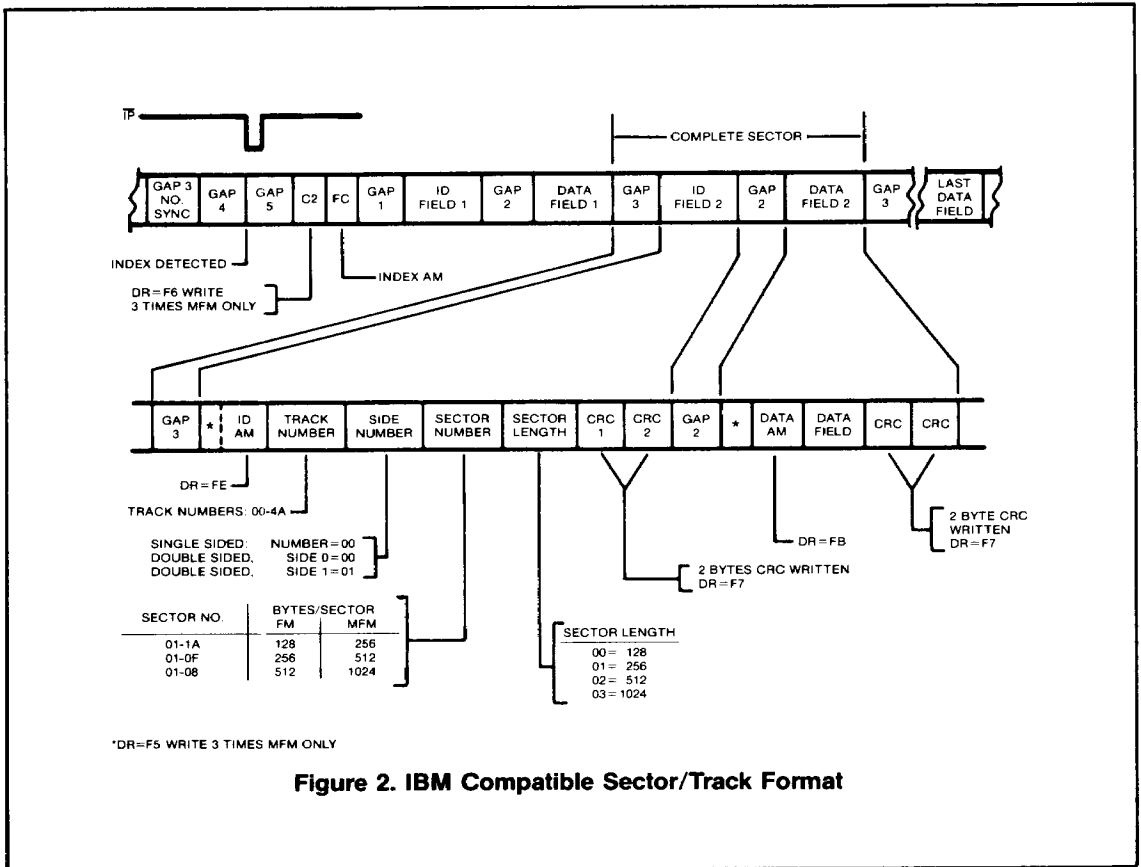 IP
COMPLETE SECTOR
GAP 3 NO. SYNC
GAP 4
GAP 5
C2
FC
GAP 1
ID FIELD 1
GAP 2
DATA FIELD 1
GAP 3
ID FIELD 2
GAP 2
DATA FIELD 2
GAP 3
LAST DATA FIELD
INDEX DETECTED
INDEX AM
DR=F6 WRITE
3 TIMES MFM ONLY
GAP 3
*
ID AM
TRACK NUMBER
SIDE NUMBER
SECTOR NUMBER
SECTOR LENGTH
CRC 1
CRC 2
GAP 2
*
DATA AM
DATA FIELD
CRC
CRC
DR=FE
TRACK NUMBERS: 00-4A
SINGLE SIDED: NUMBER=00
DOUBLE SIDED, SIDE 0=00
DOUBLE SIDED, SIDE 1=01
DR=FB
2 BYTE CRC
WRITTEN
DR=F7
2 BYTES CRC WRITTEN
DR=F7
SECTOR NO. BYTES/SECTOR
FM MFM
01-1A 128 256
01-0F 256 512
01-08 512 1024
SECTOR LENGTH
00= 128
01= 256
02= 512
03=1024
*DR=F5 WRITE 3 TIMES MFM ONLY
Figure 2. IBM Compatible Sector/Track Format